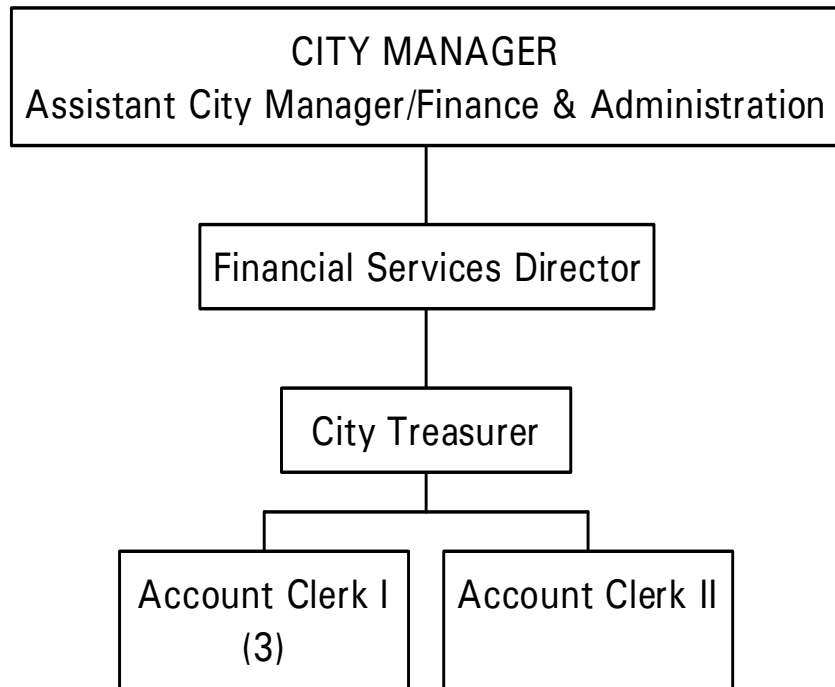 CITY MANAGER
Assistant City Manager/Finance & Administration
Financial Services Director
City Treasurer
Account Clerk I
(3)
Account Clerk II